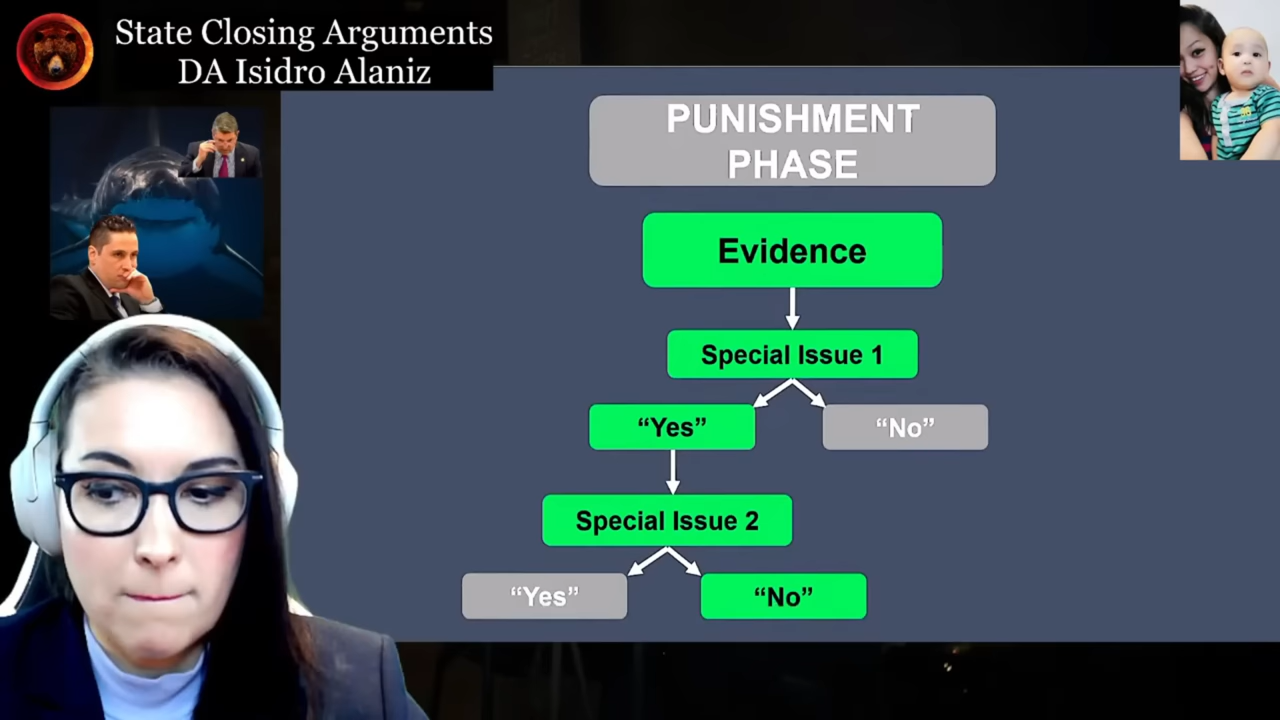 State Closing Arguments
DA Isidro Alaniz
PUNISHMENT
PHASE
Evidence
Special Issue 1
“Yes”
“No”
Special Issue 2
“Yes”
“No”